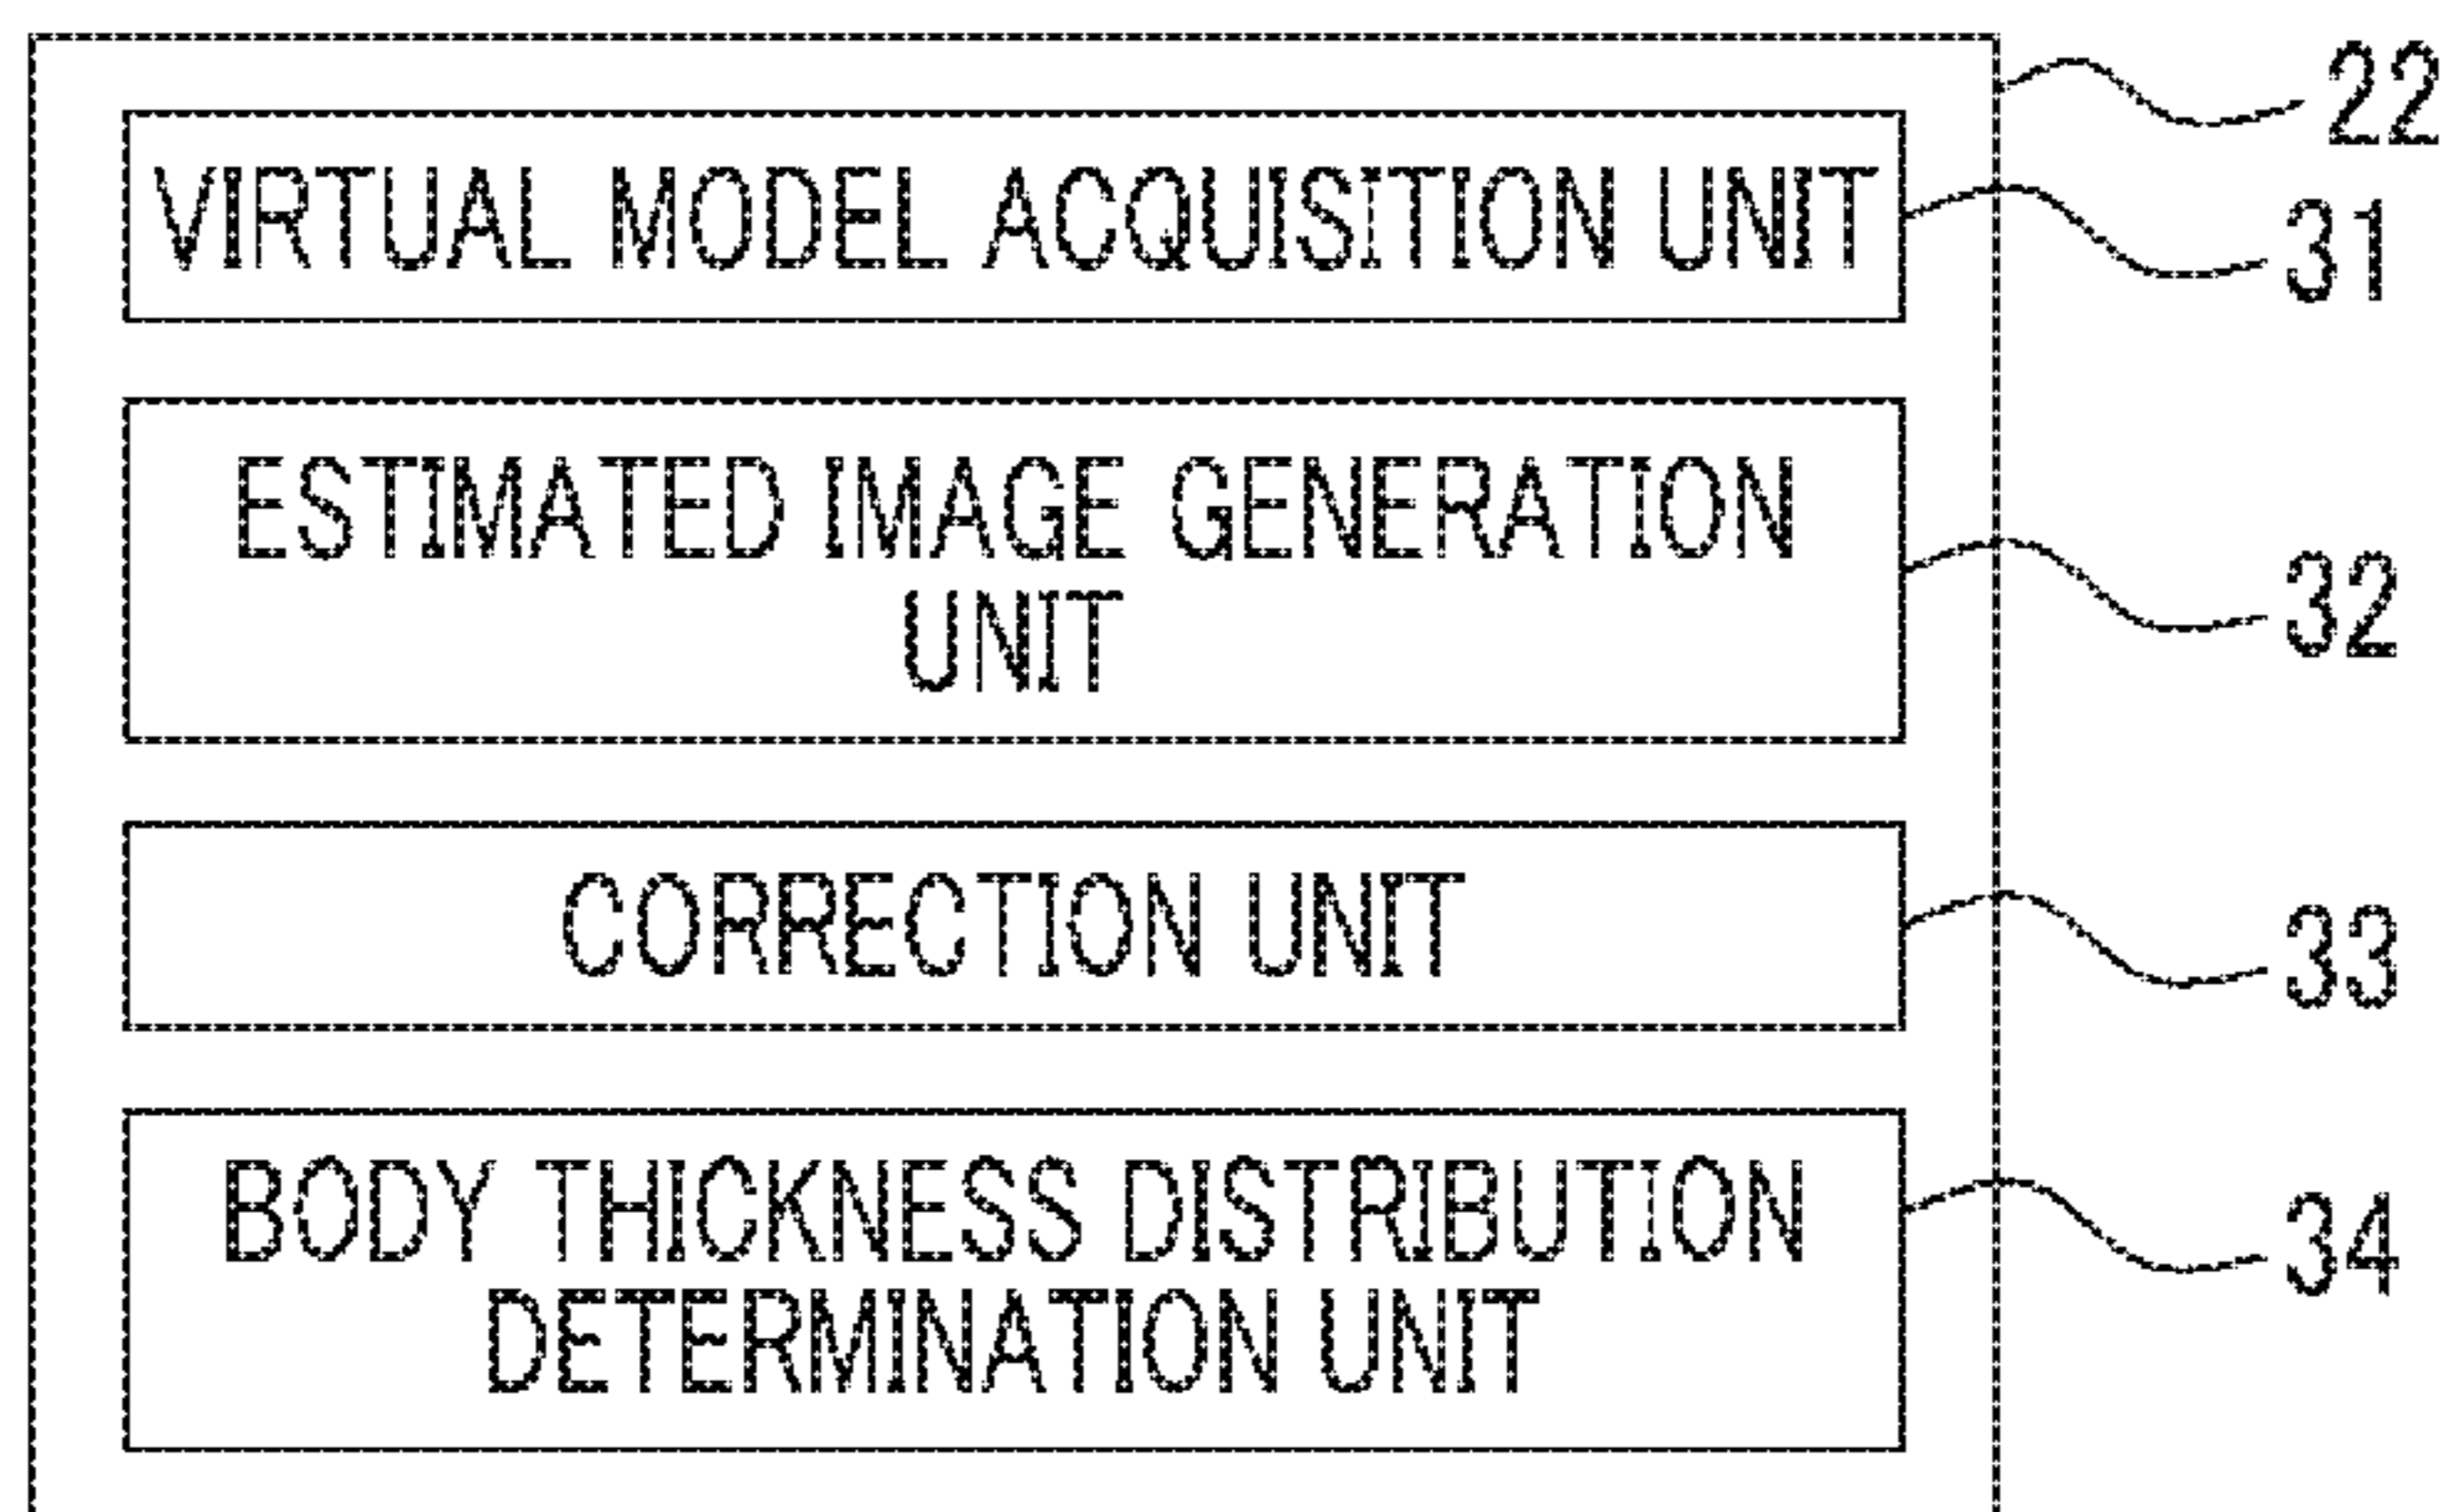 22
VIRTUAL MODEL ACQUISITION UNIT
31
ESTIMATED IMAGE GENERATION
UNIT
32
CORRECTION UNIT
33
BODY THICKNESS DISTRIBUTION
DETERMINATION UNIT
34